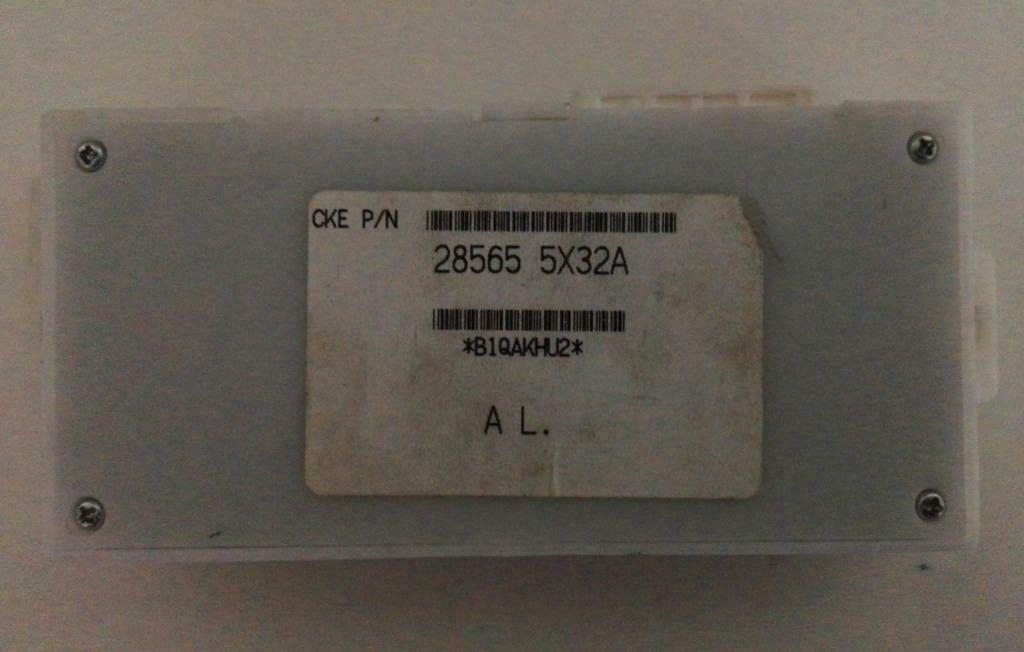 CKE P/N
28565 5X32A
*B1QAKHU2*
A L.